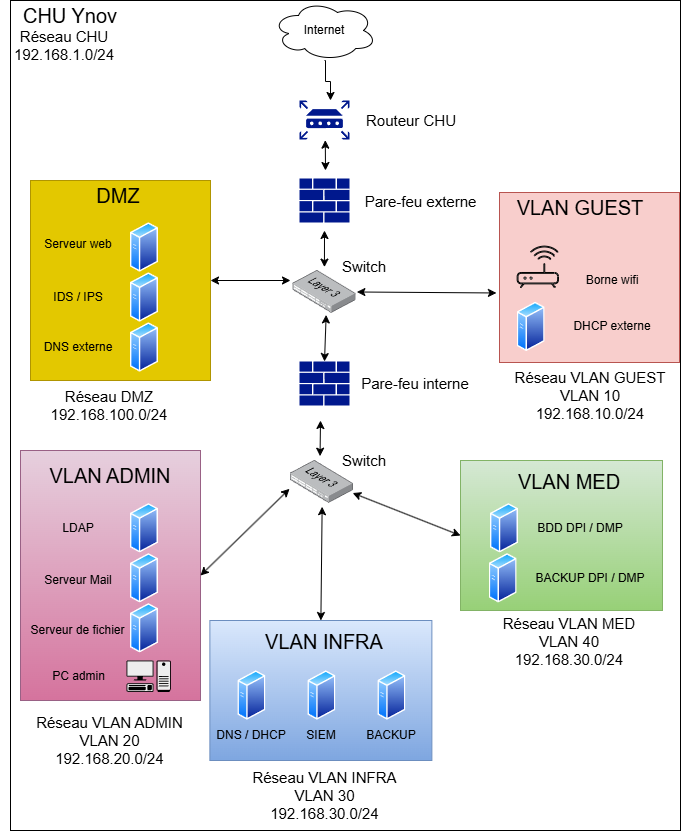 CHU Ynov
Réseau CHU
192.168.1.0/24
Internet
Routeur CHU
Pare-feu externe
Switch
Layer 3
DMZ
Serveur web
IDS / IPS
DNS externe
Réseau DMZ
192.168.100.0/24
VLAN GUEST
Borne wifi
DHCP externe
Réseau VLAN GUEST
VLAN 10
192.168.10.0/24
Pare-feu interne
Switch
Layer 3
VLAN ADMIN
LDAP
Serveur Mail
Serveur de fichier
PC admin
Réseau VLAN ADMIN
VLAN 20
192.168.20.0/24
VLAN INFRA
DNS / DHCP
SIEM
BACKUP
Réseau VLAN INFRA
VLAN 30
192.168.30.0/24
VLAN MED
BDD DPI / DMP
BACKUP DPI / DMP
Réseau VLAN MED
VLAN 40
192.168.30.0/24